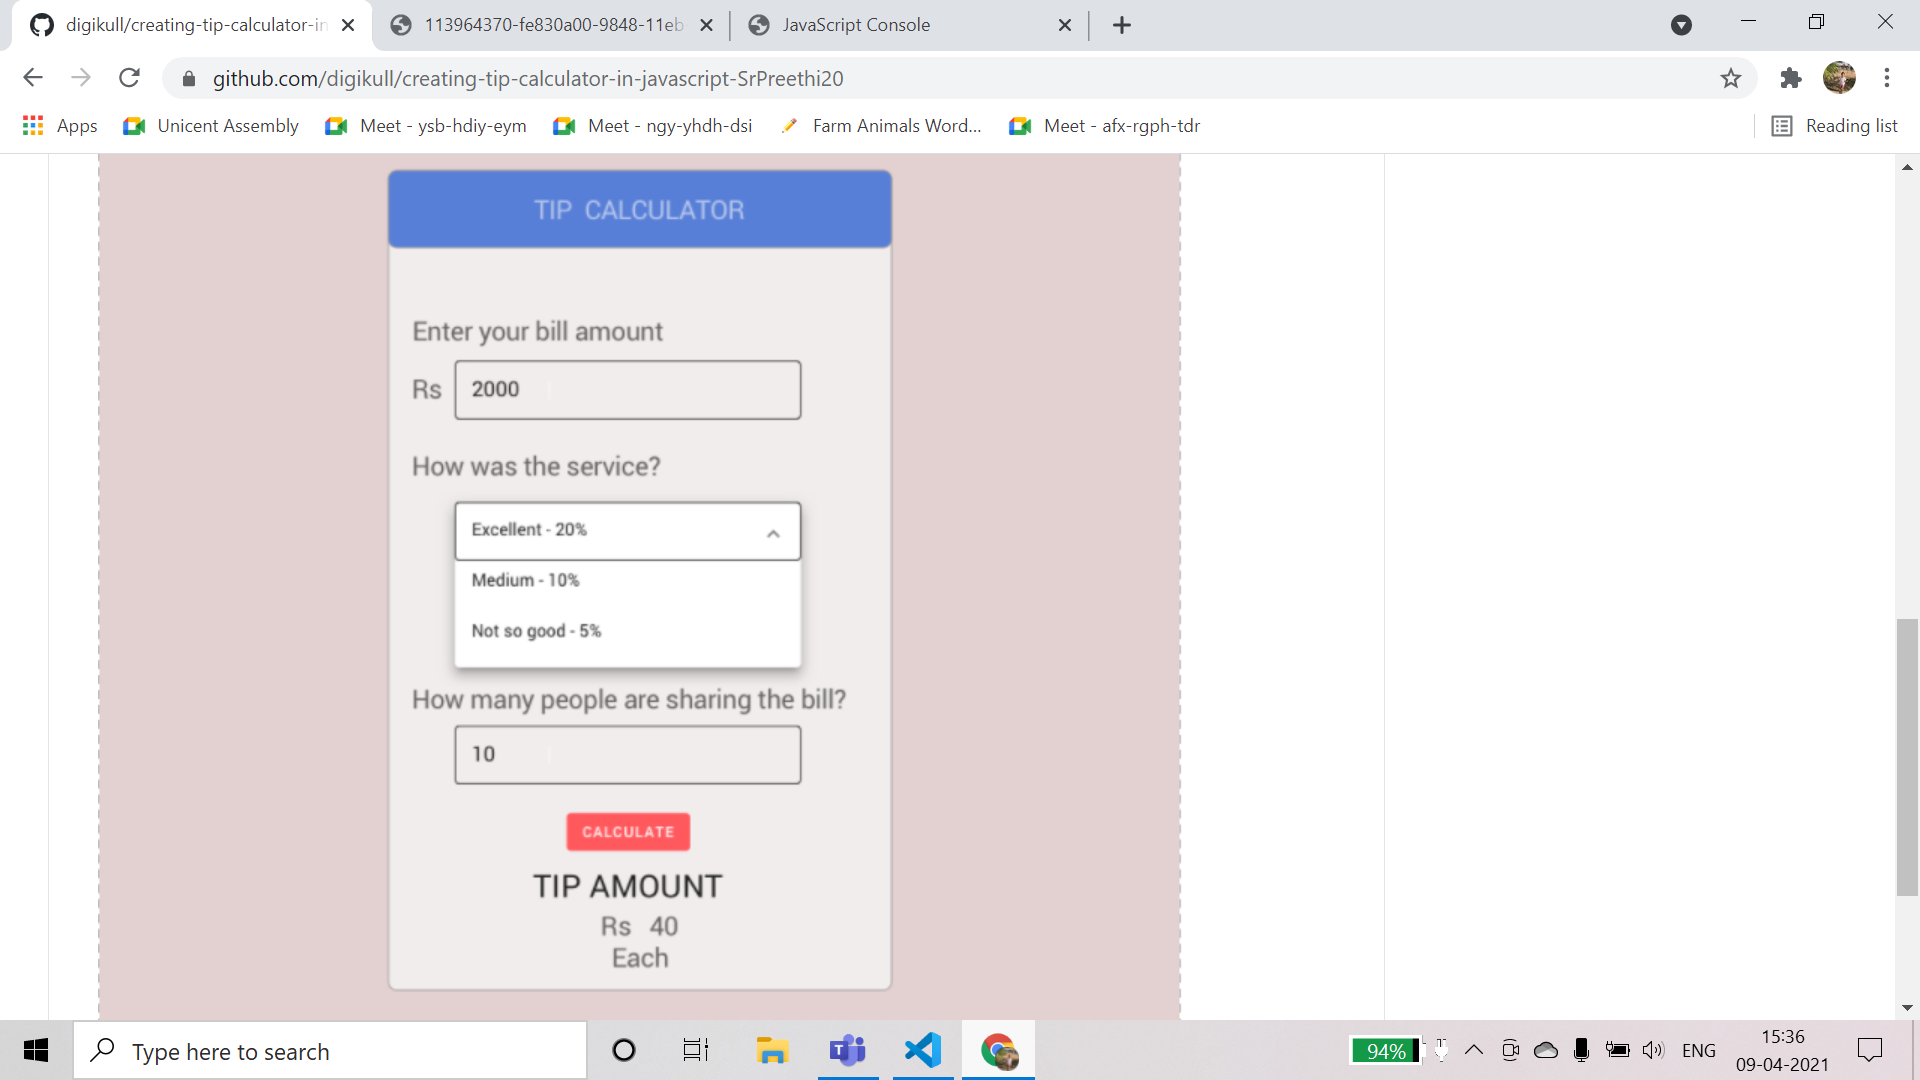 digikull/creating-tip-calculator-in
113964370-fe830a00-9848-11eb
JavaScript Console
github.com/digikull/creating-tip-calculator-in-javascript-SrPreethi20
Apps
Unicent Assembly
Meet - ysb-hdiy-eym
Meet - ngy-yhdh-dsi
Farm Animals Word...
Meet - afx-rgph-tdr
Reading list
TIP CALCULATOR
Enter your bill amount
Rs 2000
How was the service?
Excellent - 20%
Medium - 10%
Not so good - 5%
How many people are sharing the bill?
10
CALCULATE
TIP AMOUNT
Rs 40
Each
Type here to search
94%
ENG
15:36
09-04-2021